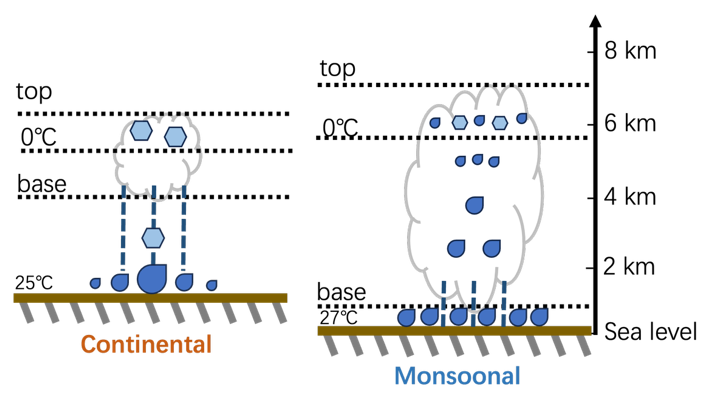 top
0℃
base
25℃
Continental
top
0℃
base
27℃
Monsoonal
8 km
6 km
4 km
2 km
Sea level